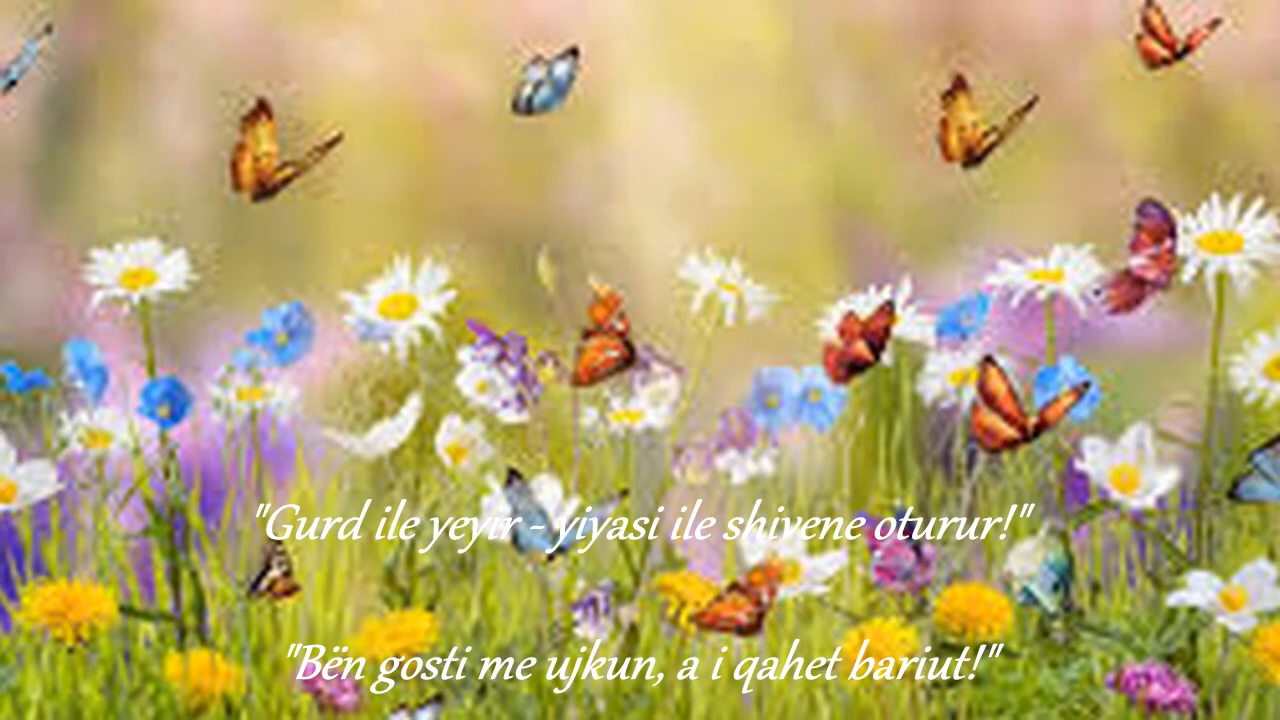 "Gurd ile yeyir - yiyasi ile shivene oturur!"
"Bën gosti me ujkun, a i qahet bariut!"